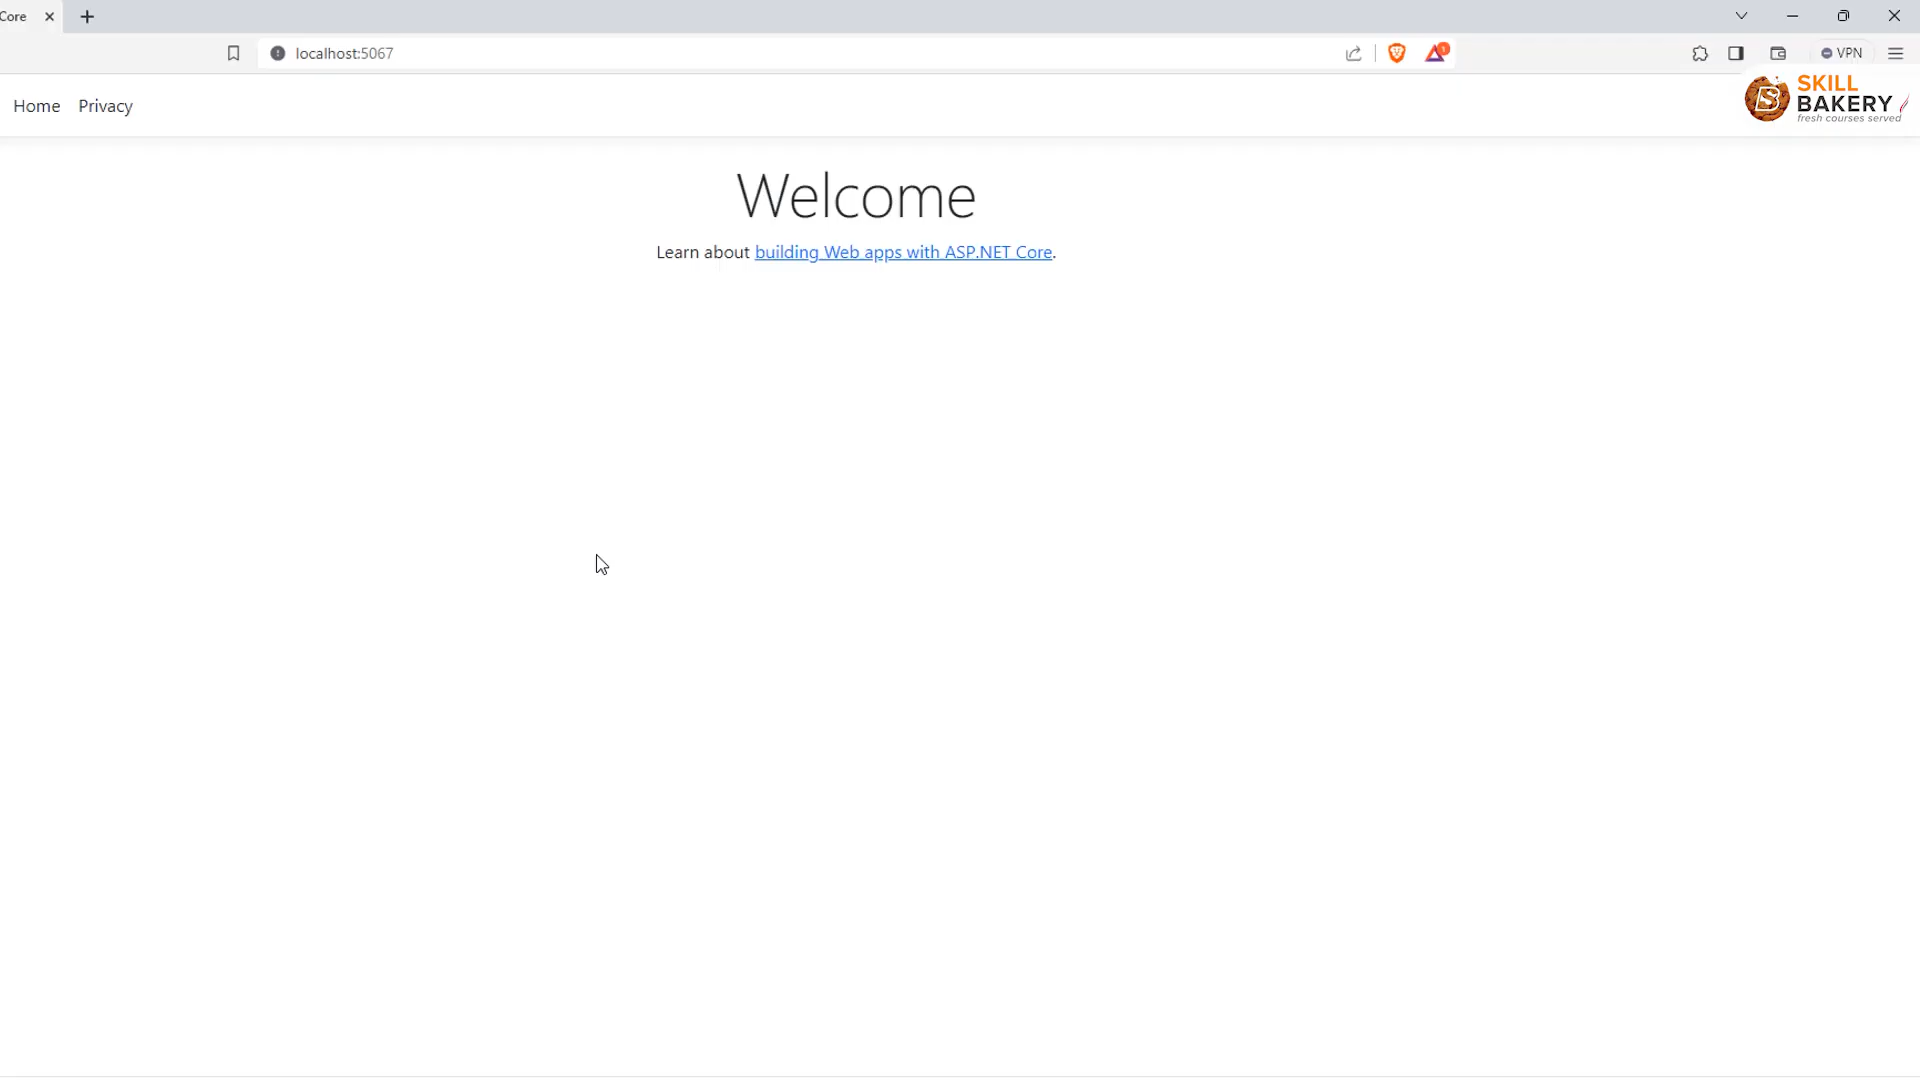 Core
localhost:5067
1
VPN
Home Privacy
SKILL
BAKERY
fresh courses served
Welcome
Learn about building Web apps with ASP.NET Core.